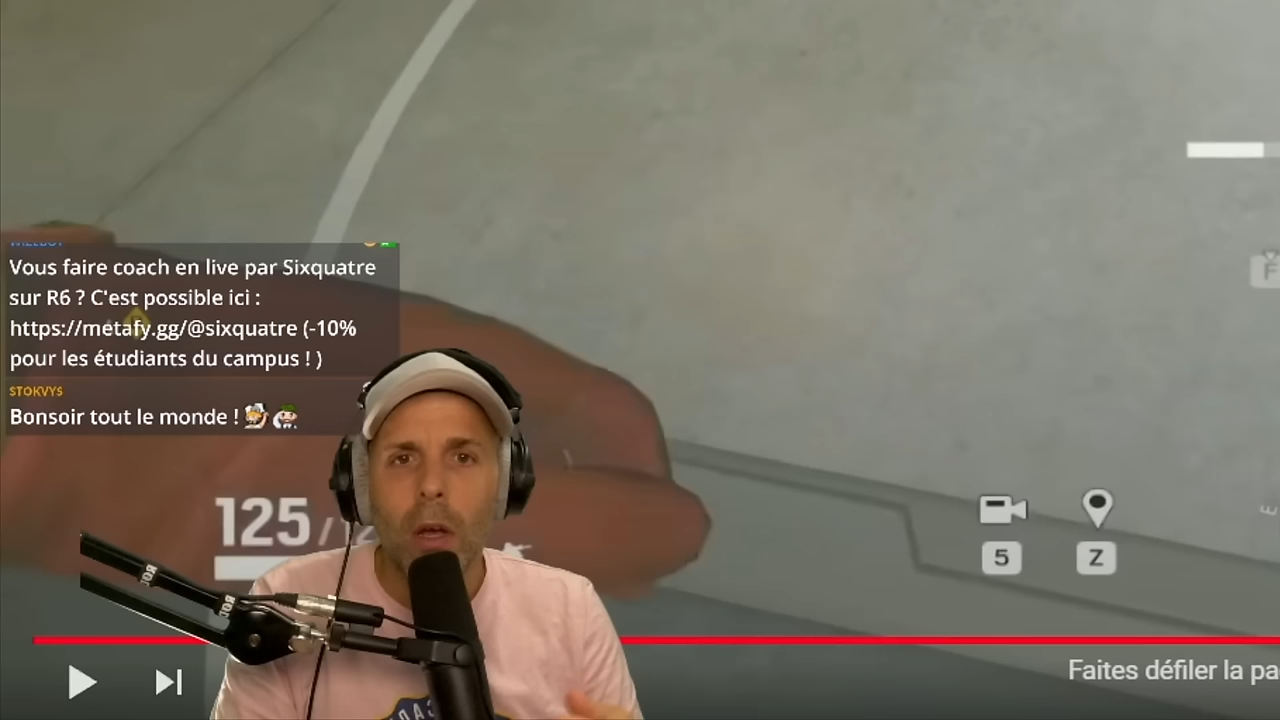 Vous faire coach en live par Sixquatre
sur R6 ? C'est possible ici :
https://metafy.gg/@sixquatre (-10%
pour les étudiants du campus ! )
STOKVYS
Bonsoir tout le monde !
F
125/
5
Z
Faites défiler la pa